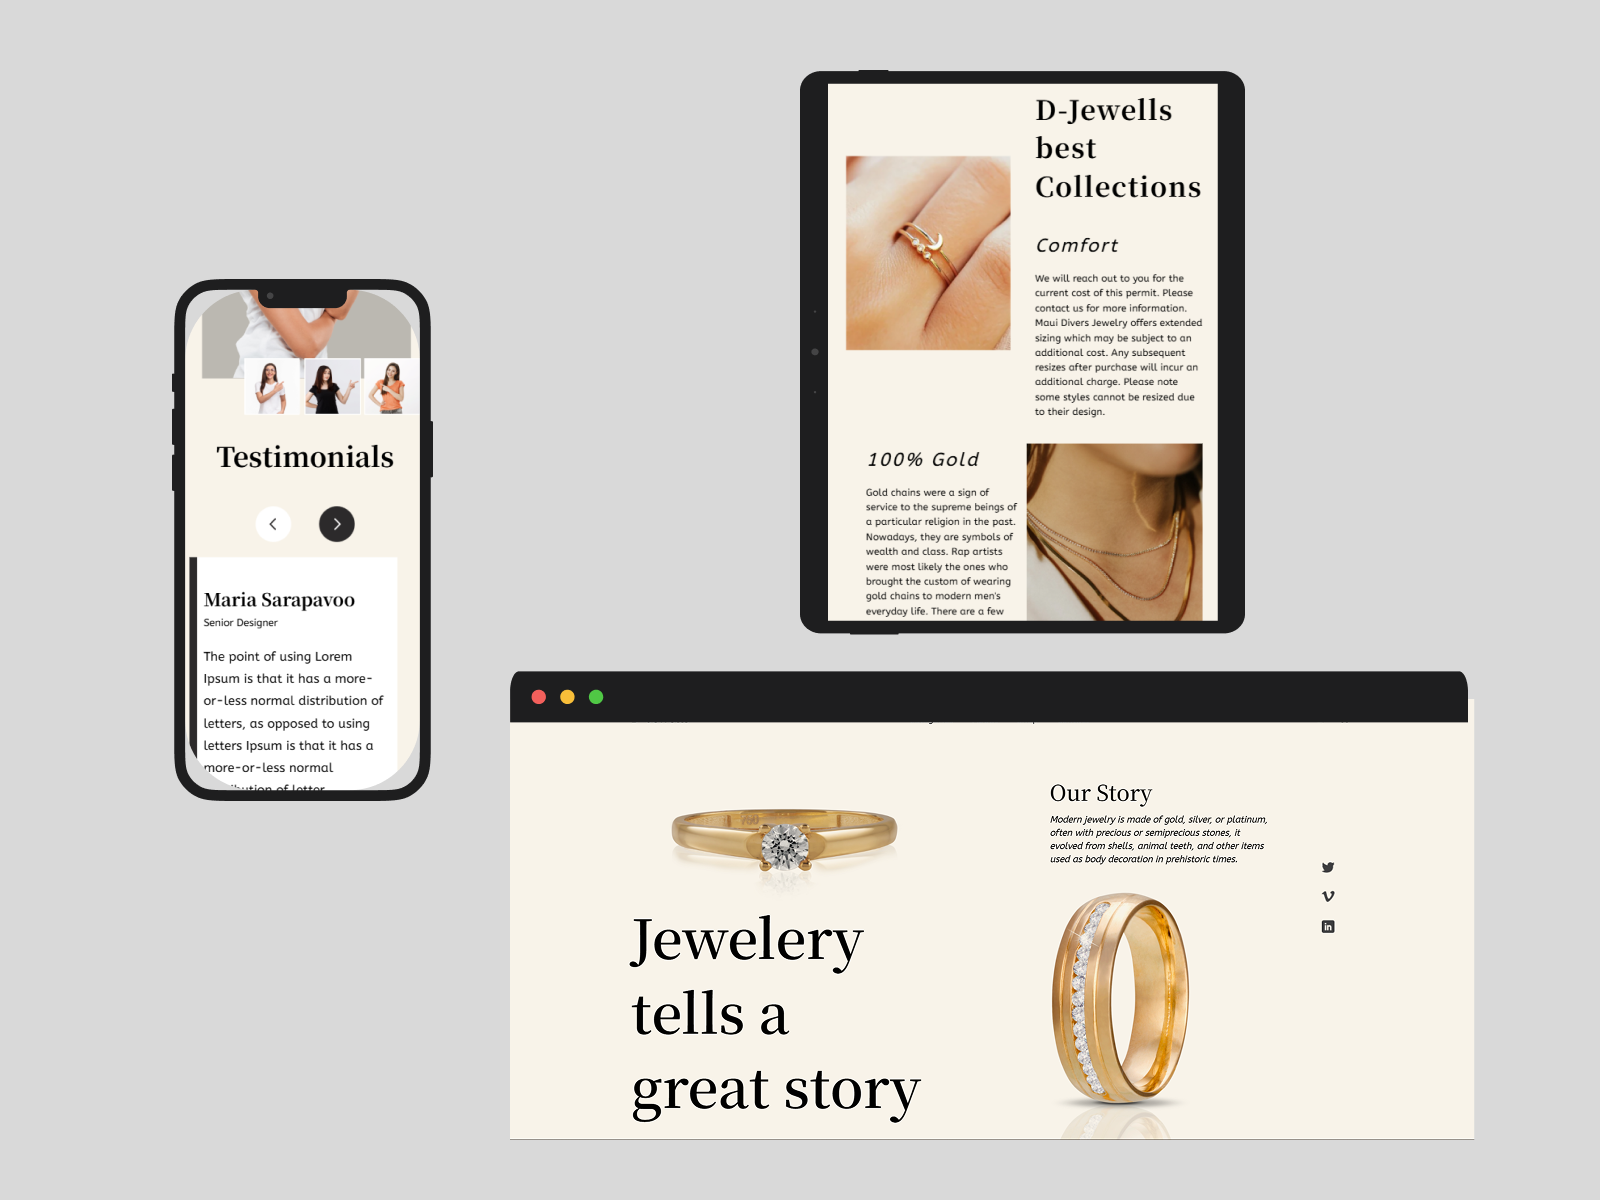 Testimonials
Maria Sarapavoo
Senior Designer
The point of using Lorem
Ipsum is that it has a more-
or-less normal distribution of
letters, as opposed to using
letters Ipsum is that it has a
more-or-less normal
of letter
D-Jewells
best
Collections
Comfort
We will reach out to you for the
current cost of this permit. Please
contact us for more information.
Maui Divers Jewelry offers extended
sizing which may be subject to an
additional cost. Any subsequent
resizes after purchase will incur an
additional charge. Please note
some styles cannot be resized due
to their design.
100% Gold
Gold chains were a sign of
service to the supreme beings of
a particular religion in the past.
Nowadays, they are symbols of
wealth and class. Rap artists
were most likely the ones who
brought the custom of wearing
gold chains to modern men's
everyday life. There are a few
Our Story
Modern jewelry is made of gold, silver, or platinum,
often with precious or semiprecious stones, it
evolved from shells, animal teeth, and other items
used as body decoration in prehistoric times.
Jewelery
tells a
great story